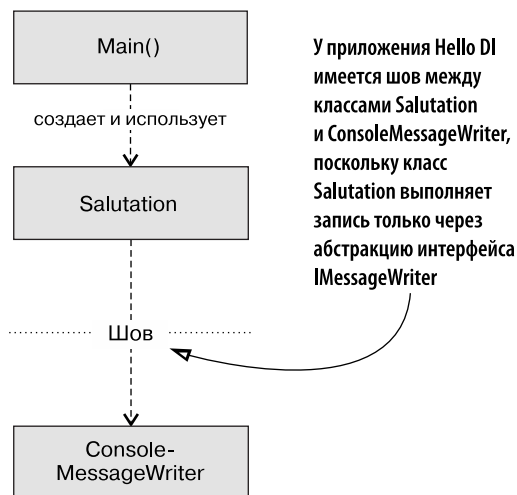 Main()
создает и использует
Salutation
Шов
Console-
MessageWriter
У приложения Hello DI
имеется шов между
классами Salutation
и ConsoleMessageWriter,
поскольку класс
Salutation выполняет
запись только через
абстракцию интерфейса
IMessageWriter